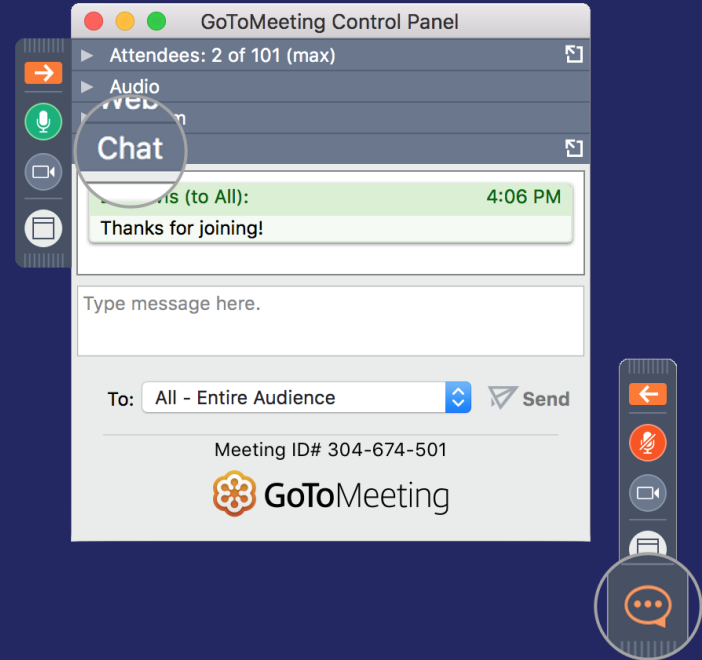 GoToMeeting Control Panel
Attendees: 2 of 101 (max)
Audio
Web
Chat
(to All): 4:06 PM
Thanks for joining!
Type message here.
To: All - Entire Audience Send
Meeting ID# 304-674-501
GoToMeeting